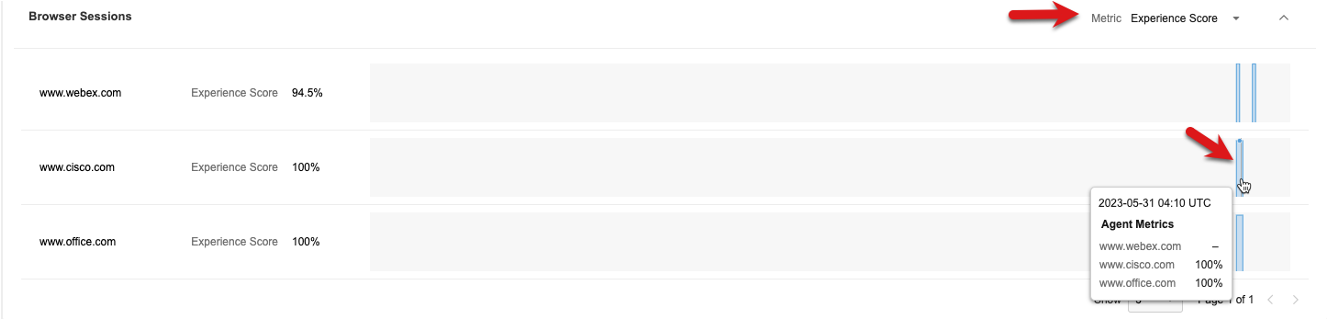 Browser Sessions
Metric Experience Score
www.webex.com Experience Score 94.5%
www.cisco.com Experience Score 100%
www.office.com Experience Score 100%
2023-05-31 04:10 UTC
Agent Metrics
www.webex.com –
www.cisco.com 100%
www.office.com 100%
Show Page 1 of 1